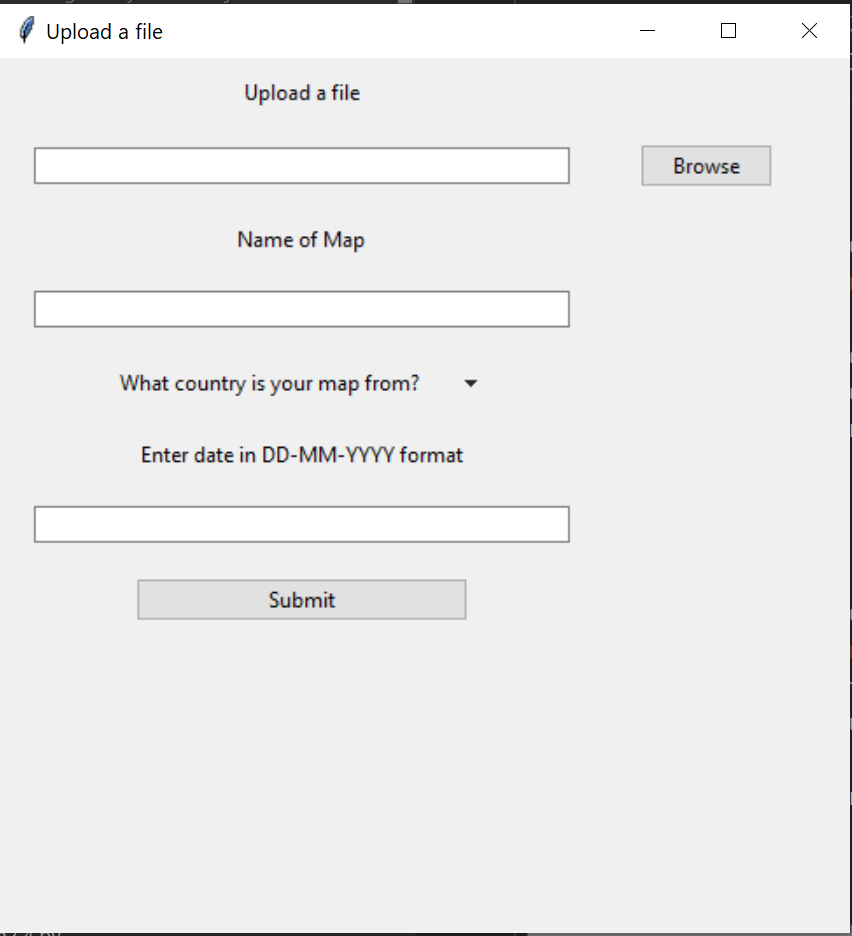 Upload a file
Upload a file
Browse
Name of Map
What country is your map from?
Enter date in DD-MM-YYYY format
Submit